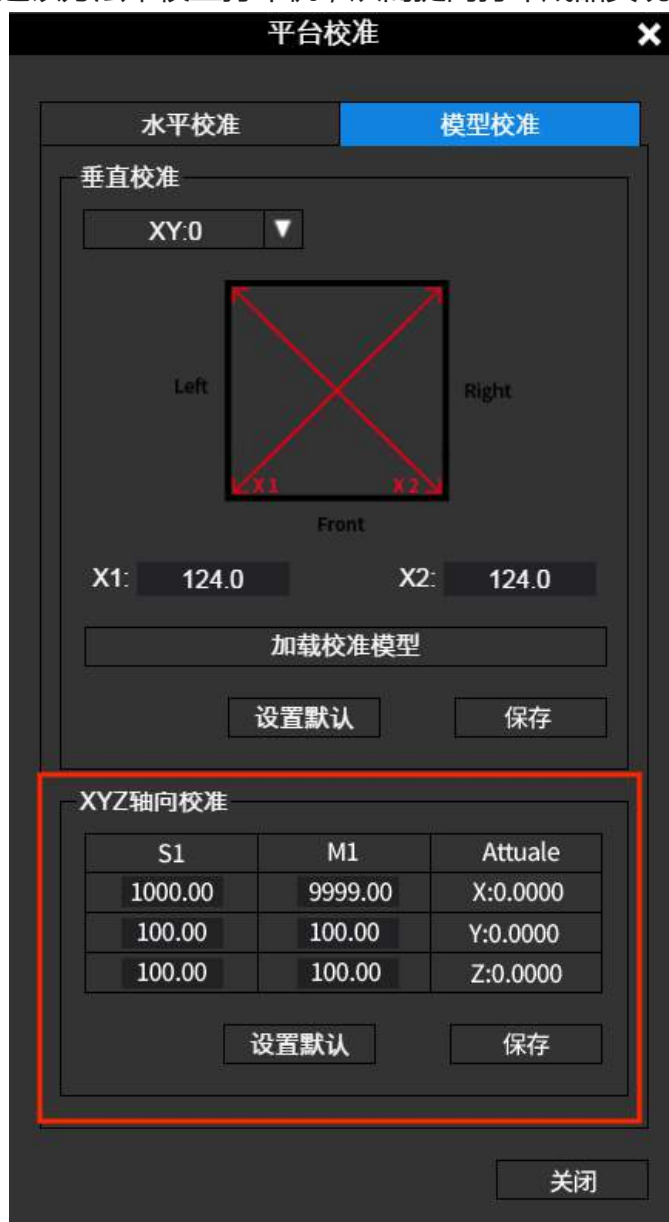 平台校准
水平校准 模型校准
垂直校准
XY:0
Left Right
X1 X2
Front
X1: 124.0 X2: 124.0
加载校准模型
设置默认 保存
XYZ轴向校准
S1 M1 Attuale
1000.00 9999.00 X:0.0000
100.00 100.00 Y:0.0000
100.00 100.00 Z:0.0000
设置默认 保存
关闭